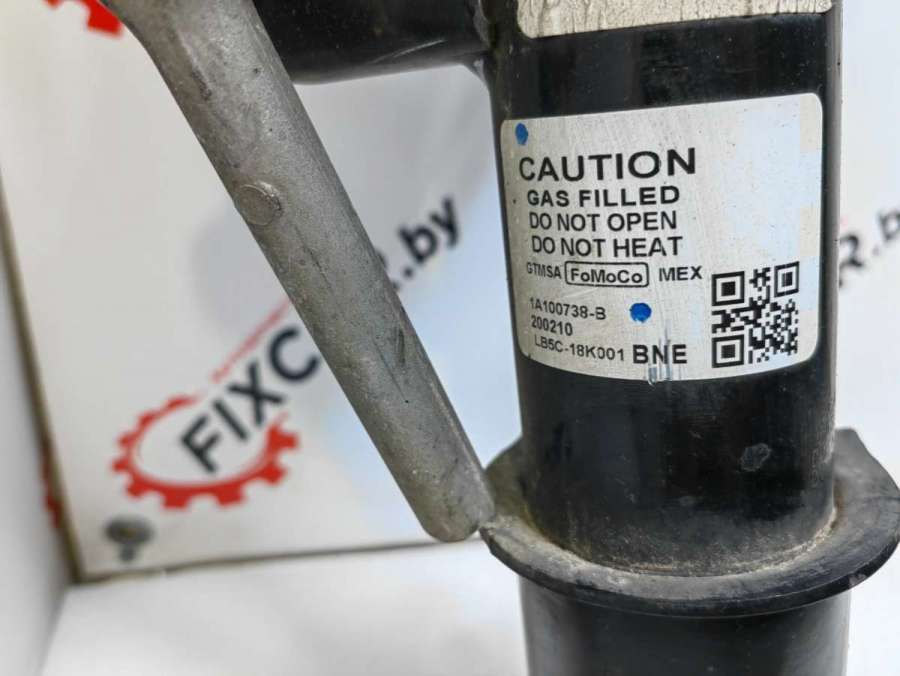 CAUTION
GAS FILLED
DO NOT OPEN
DO NOT HEAT
GTMSA FoMoCo MEX
1A100738-B
200210
LB5C-18K001 BNE
FIXC
R.by
R.by